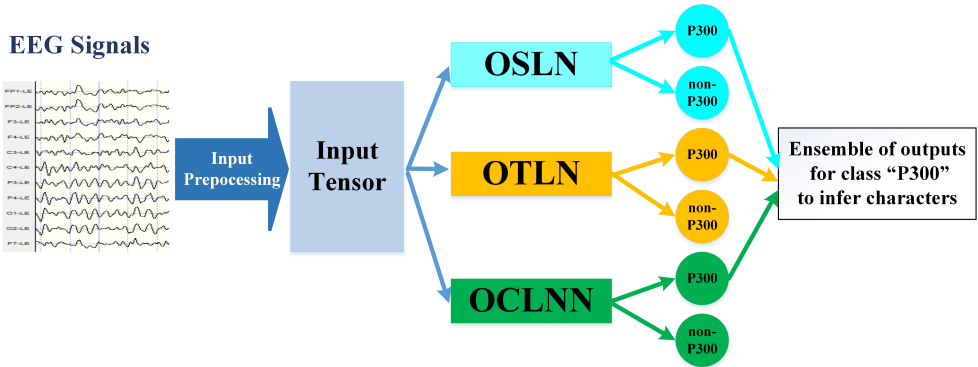 EEG Signals
FP1-LE
FP2-LE
F3-LE
F4-LE
C3-LE
C4-LE
P3-LE
P4-LE
O1-LE
O2-LE
F7-LE
Input
Prepocessing
Input
Tensor
OSLN
P300
non-
P300
OTLN
P300
non-
P300
OCLNN
P300
non-
P300
Ensemble of outputs
for class “P300”
to infer characters